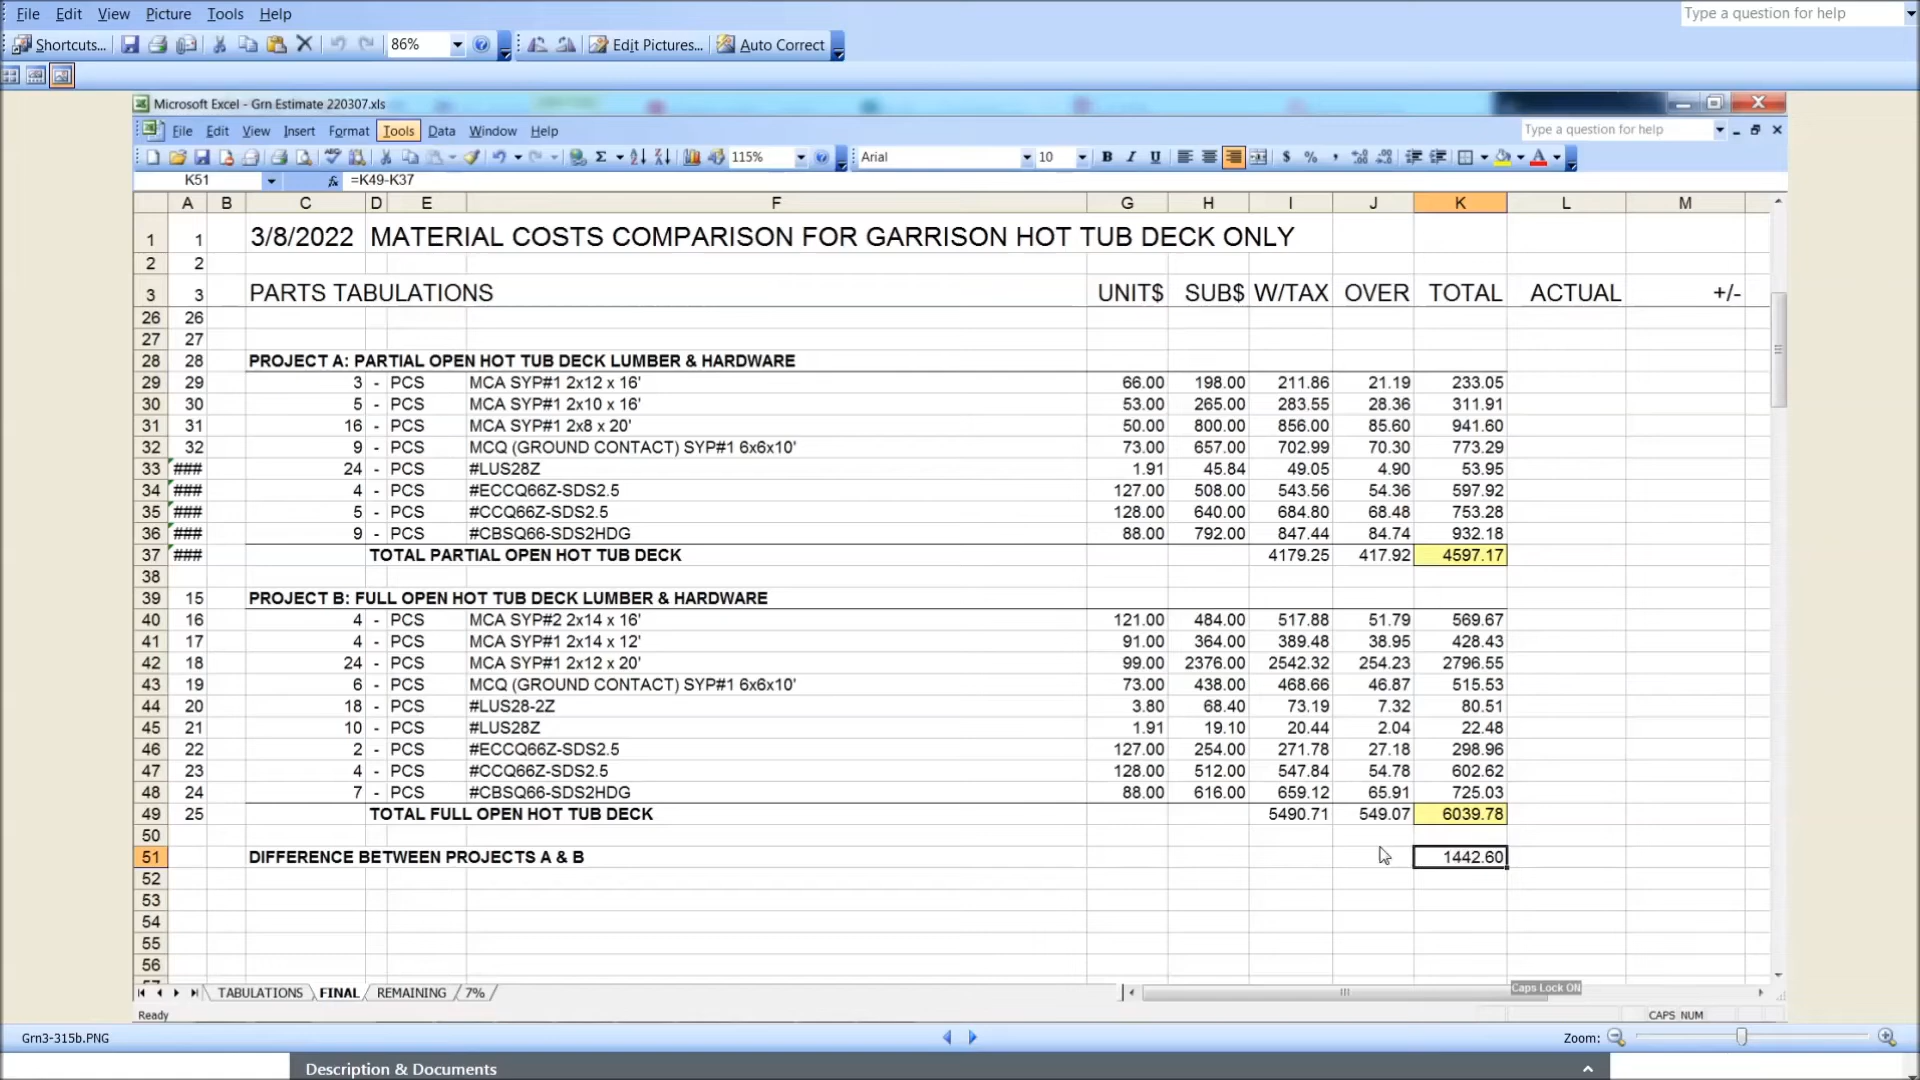 File Edit View Picture Tools Help
Type a question for help
Shortcuts... 86% Edit Pictures... Auto Correct
Microsoft Excel - Grn Estimate 220307.xls
File Edit View Insert Format Tools Data Window Help
Type a question for help
115% Arial 10 B I U $ % , A
K51 fx =K49-K37
A B C D E F G H I J K L M
1 1 3/8/2022 MATERIAL COSTS COMPARISON FOR GARRISON HOT TUB DECK ONLY
2 2
3 3 PARTS TABULATIONS UNIT$ SUB$ W/TAX OVER TOTAL ACTUAL +/-
26 26
27 27
28 28 PROJECT A: PARTIAL OPEN HOT TUB DECK LUMBER & HARDWARE
29 29 3 - PCS MCA SYP#1 2x12 x 16' 66.00 198.00 211.86 21.19 233.05
30 30 5 - PCS MCA SYP#1 2x10 x 16' 53.00 265.00 283.55 28.36 311.91
31 31 16 - PCS MCA SYP#1 2x8 x 20' 50.00 800.00 856.00 85.60 941.60
32 32 9 - PCS MCQ (GROUND CONTACT) SYP#1 6x6x10' 73.00 657.00 702.99 70.30 773.29
33 ### 24 - PCS #LUS28Z 1.91 45.84 49.05 4.90 53.95
34 ### 4 - PCS #ECCQ66Z-SDS2.5 127.00 508.00 543.56 54.36 597.92
35 ### 5 - PCS #CCQ66Z-SDS2.5 128.00 640.00 684.80 68.48 753.28
36 ### 9 - PCS #CBSQ66-SDS2HDG 88.00 792.00 847.44 84.74 932.18
37 ### TOTAL PARTIAL OPEN HOT TUB DECK 4179.25 417.92 4597.17
38
39 15 PROJECT B: FULL OPEN HOT TUB DECK LUMBER & HARDWARE
40 16 4 - PCS MCA SYP#2 2x14 x 16' 121.00 484.00 517.88 51.79 569.67
41 17 4 - PCS MCA SYP#1 2x14 x 12' 91.00 364.00 389.48 38.95 428.43
42 18 24 - PCS MCA SYP#1 2x12 x 20' 99.00 2376.00 2542.32 254.23 2796.55
43 19 6 - PCS MCQ (GROUND CONTACT) SYP#1 6x6x10' 73.00 438.00 468.66 46.87 515.53
44 20 18 - PCS #LUS28-2Z 3.80 68.40 73.19 7.32 80.51
45 21 10 - PCS #LUS28Z 1.91 19.10 20.44 2.04 22.48
46 22 2 - PCS #ECCQ66Z-SDS2.5 127.00 254.00 271.78 27.18 298.96
47 23 4 - PCS #CCQ66Z-SDS2.5 128.00 512.00 547.84 54.78 602.62
48 24 7 - PCS #CBSQ66-SDS2HDG 88.00 616.00 659.12 65.91 725.03
49 25 TOTAL FULL OPEN HOT TUB DECK 5490.71 549.07 6039.78
50
51 DIFFERENCE BETWEEN PROJECTS A & B 1442.60
52
53
54
55
56
TABULATIONS FINAL REMAINING 7% Caps Lock ON
Ready CAPS NUM
Grn3-315b.PNG Zoom:
Description & Documents